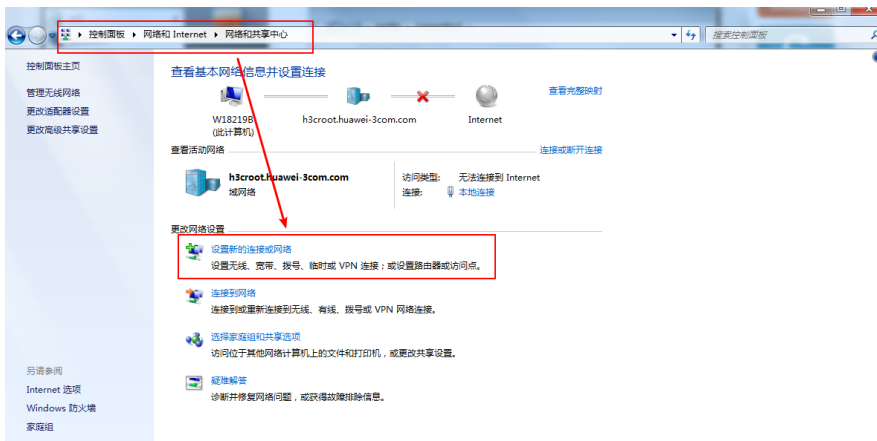 控制面板 ▸ 网络和 Internet ▸ 网络和共享中心
搜索控制面板
控制面板主页
管理无线网络
更改适配器设置
更改高级共享设置
查看基本网络信息并设置连接
查看完整映射
W18219B h3croot.huawei-3com.com Internet
(此计算机)
查看活动网络 连接或断开连接
h3croot.huawei-3com.com 访问类型: 无法连接到 Internet
域网络 连接: 本地连接
更改网络设置
设置新的连接或网络
设置无线、宽带、拨号、临时或 VPN 连接；或设置路由器或访问点。
连接到网络
连接到或重新连接到无线、有线、拨号或 VPN 网络连接。
选择家庭组和共享选项
访问位于其他网络计算机上的文件和打印机，或更改共享设置。
疑难解答
诊断并修复网络问题，或获得故障排除信息。
另请参阅
Internet 选项
Windows 防火墙
家庭组